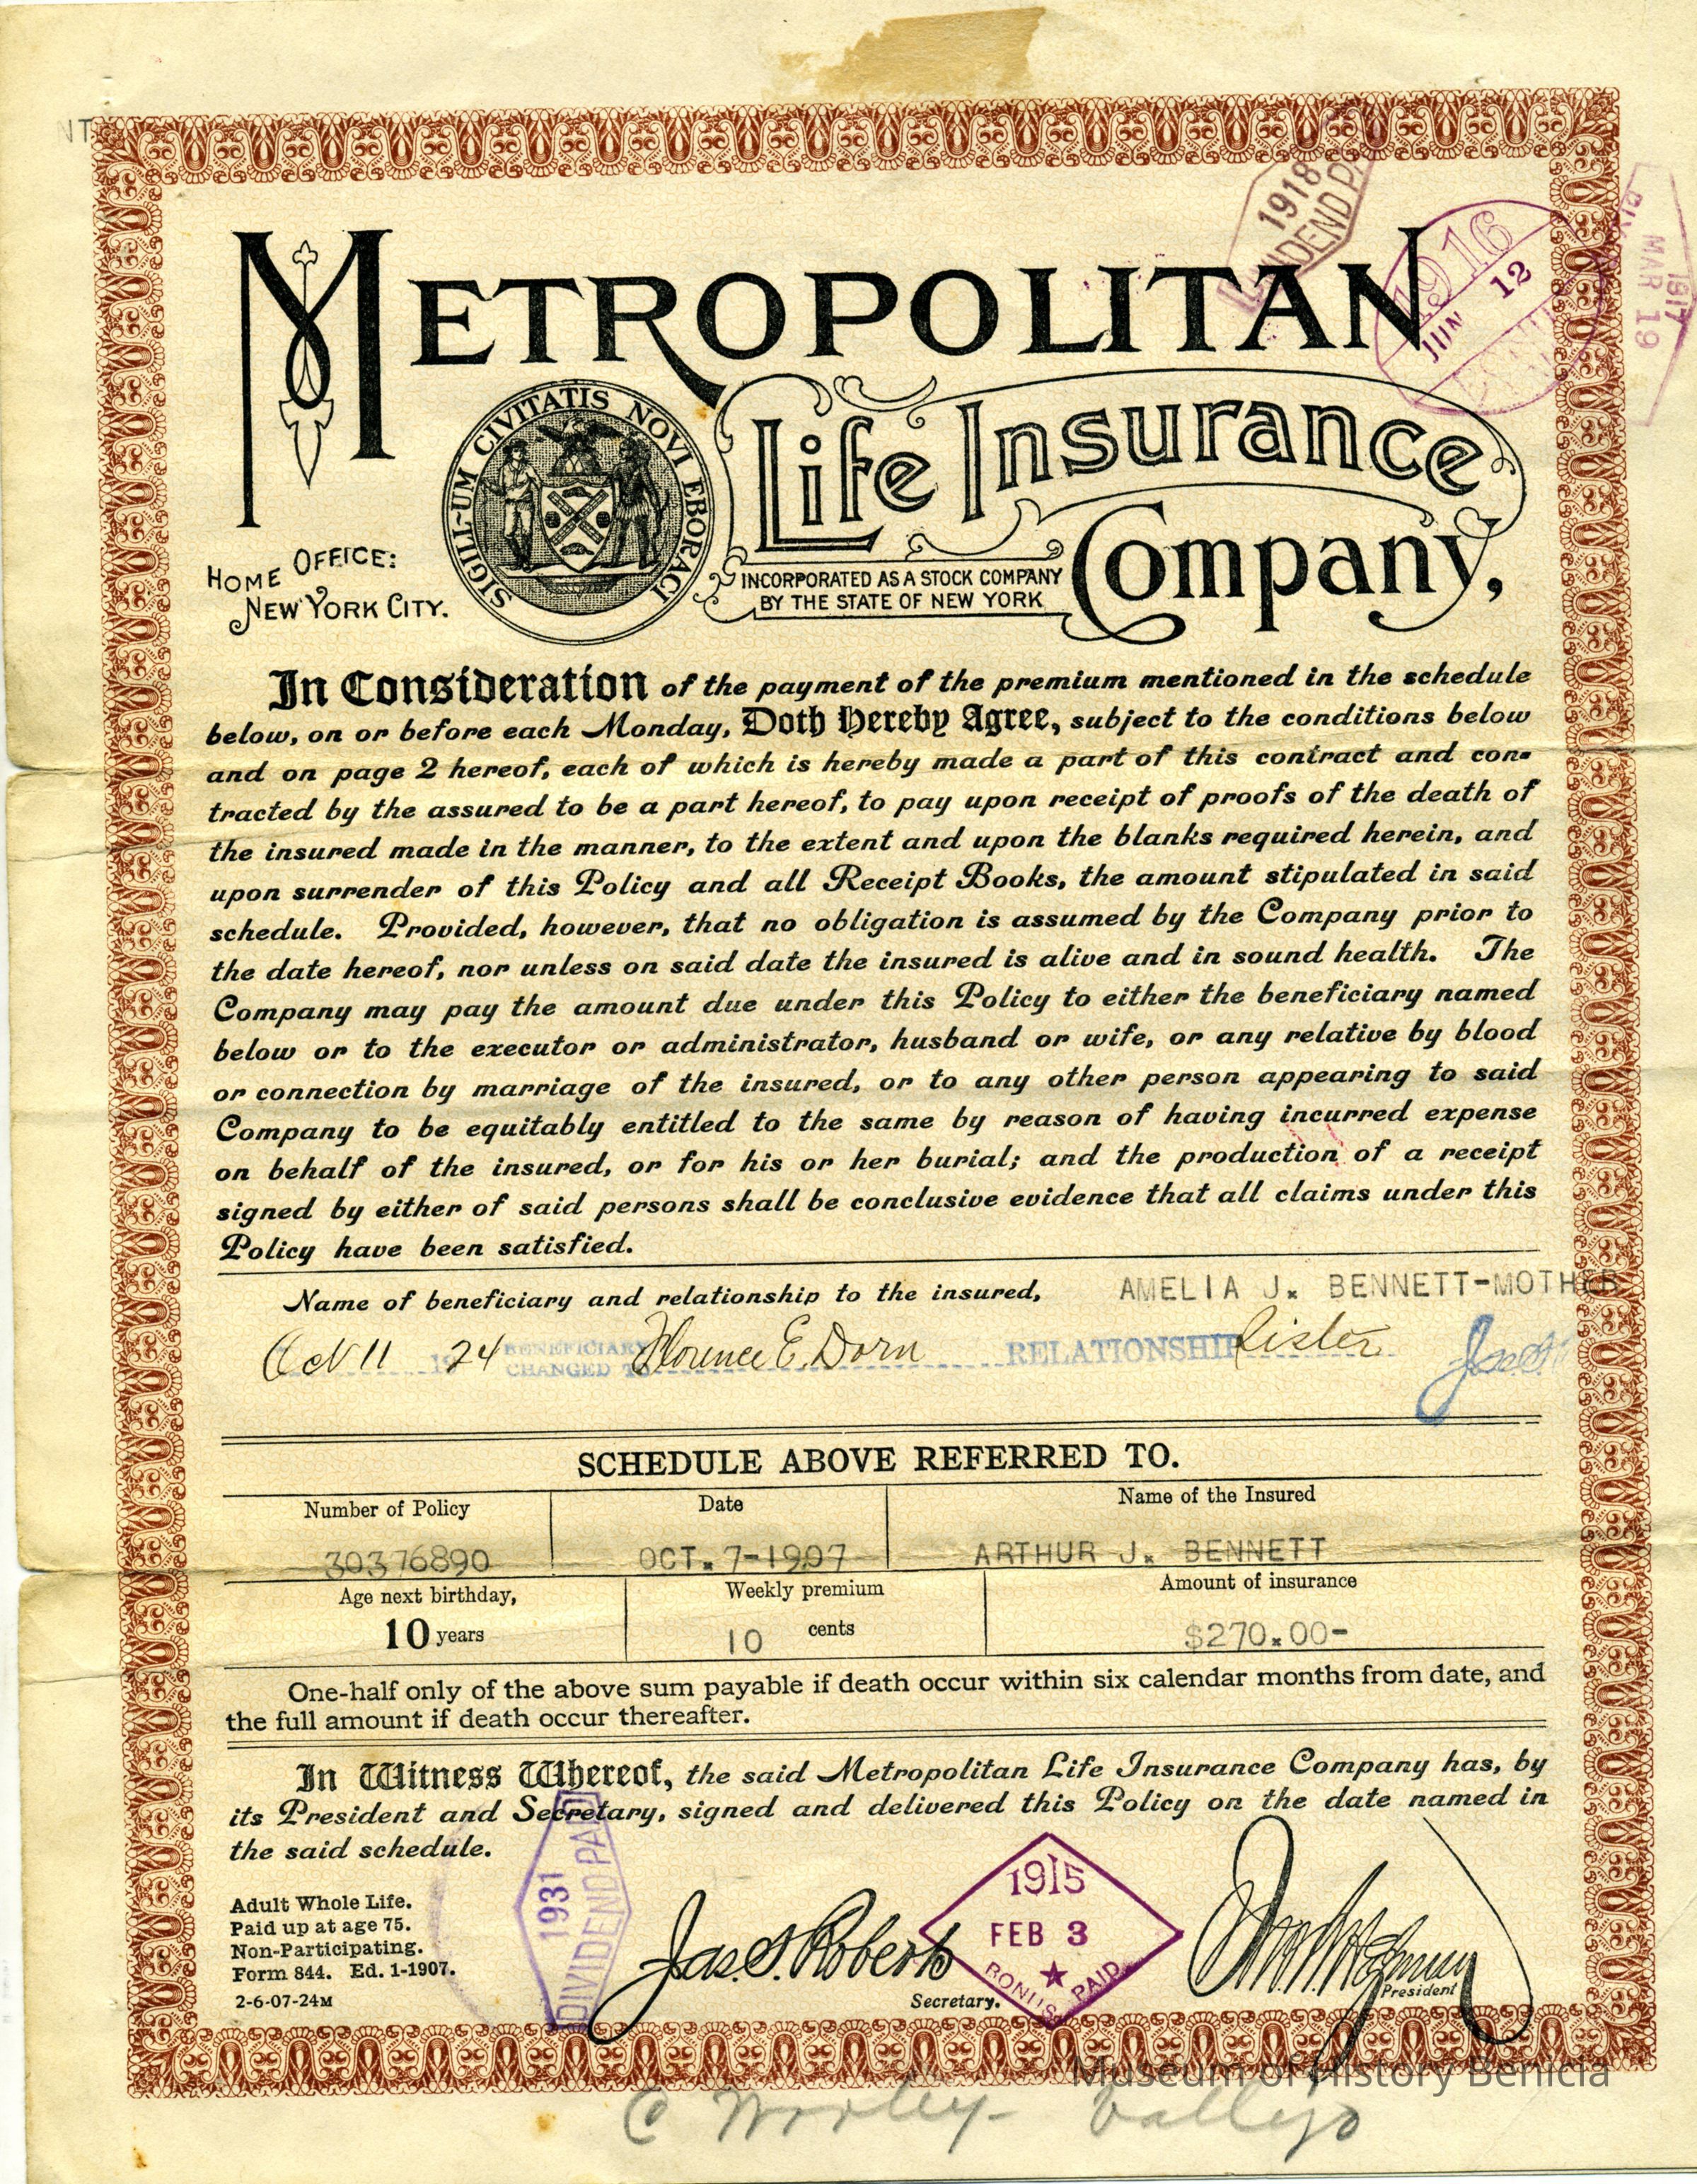 NT
METROPOLITAN
Life Insurance
Company,
SIGILLUM CIVITATIS NOVI EBORACI
HOME OFFICE:
NEW YORK CITY.
INCORPORATED AS A STOCK COMPANY
BY THE STATE OF NEW YORK
1918
DIVIDEND PA
1916
JUN 12
1917
MAR 19
DIV
In Consideration of the payment of the premium mentioned in the schedule
below, on or before each Monday, Doth Hereby Agree, subject to the conditions below
and on page 2 hereof, each of which is hereby made a part of this contract and con-
tracted by the assured to be a part hereof, to pay upon receipt of proofs of the death of
the insured made in the manner, to the extent and upon the blanks required herein, and
upon surrender of this Policy and all Receipt Books, the amount stipulated in said
schedule. Provided, however, that no obligation is assumed by the Company prior to
the date hereof, nor unless on said date the insured is alive and in sound health. The
Company may pay the amount due under this Policy to either the beneficiary named
below or to the executor or administrator, husband or wife, or any relative by blood
or connection by marriage of the insured, or to any other person appearing to said
Company to be equitably entitled to the same by reason of having incurred expense
on behalf of the insured, or for his or her burial; and the production of a receipt
signed by either of said persons shall be conclusive evidence that all claims under this
Policy have been satisfied.
Name of beneficiary and relationship to the insured, AMELIA J. BENNETT-MOTHER
Oct 11 1924 BENEFICIARY CHANGED TO Florence E. Dorn RELATIONSHIP Sister Jas. S.
SCHEDULE ABOVE REFERRED TO.
Number of Policy Date Name of the Insured
30376890 OCT. 7-1907 ARTHUR J. BENNETT
Age next birthday, Weekly premium Amount of insurance
10 years 10 cents $270.00-
One-half only of the above sum payable if death occur within six calendar months from date, and
the full amount if death occur thereafter.
In Witness Whereof, the said Metropolitan Life Insurance Company has, by
its President and Secretary, signed and delivered this Policy on the date named in
the said schedule.
Adult Whole Life.
Paid up at age 75.
Non-Participating.
Form 844. Ed. 1-1907.
2-6-07-24M
1931
DIVIDEND PAID
Jas. S. Roberts
Secretary.
1915
FEB 3
BONUS PAID
President
Museum of History Benicia
C Worley - Vallejo